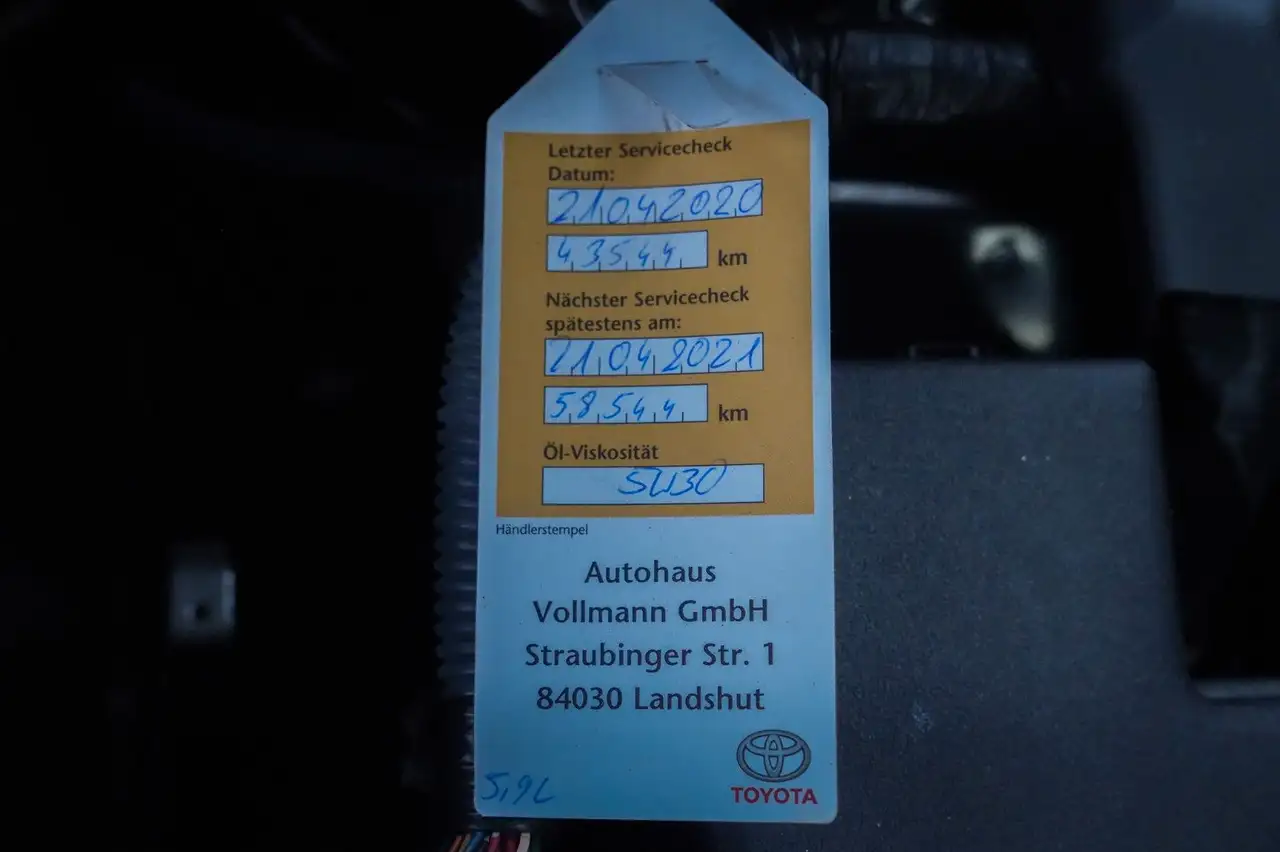 Letzter Servicecheck
Datum:
21.04.2020
43544 km
Nächster Servicecheck
spätestens am:
21.04.2021
58544 km
Öl-Viskosität
5W30
Händlerstempel
Autohaus
Vollmann GmbH
Straubinger Str. 1
84030 Landshut
5,9L
TOYOTA